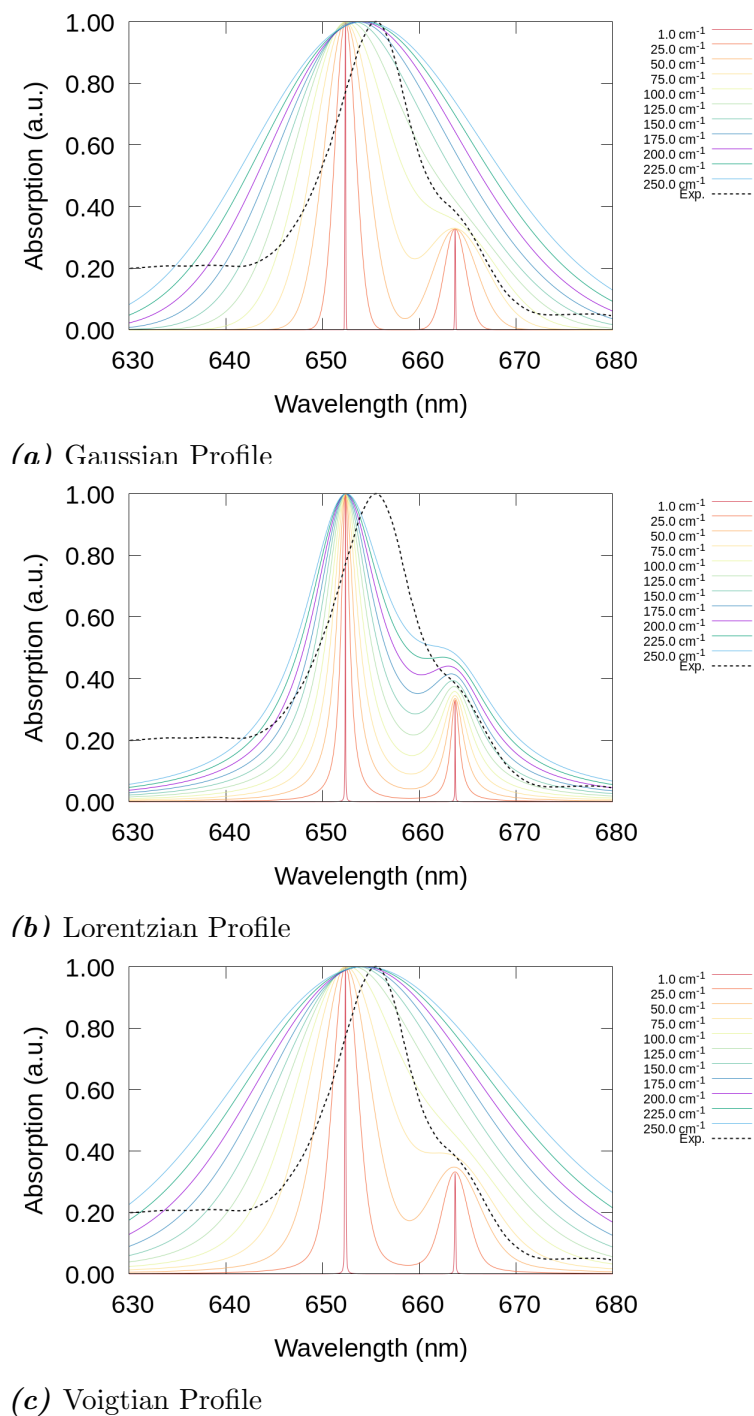 1.00
0.80
0.60
0.40
0.20
0.00
Absorption (a.u.)
630 640 650 660 670 680
Wavelength (nm)
1.0 cm-1
25.0 cm-1
50.0 cm-1
75.0 cm-1
100.0 cm-1
125.0 cm-1
150.0 cm-1
175.0 cm-1
200.0 cm-1
225.0 cm-1
250.0 cm-1
Exp.
(a) Gaussian Profile
1.00
0.80
0.60
0.40
0.20
0.00
Absorption (a.u.)
630 640 650 660 670 680
Wavelength (nm)
1.0 cm-1
25.0 cm-1
50.0 cm-1
75.0 cm-1
100.0 cm-1
125.0 cm-1
150.0 cm-1
175.0 cm-1
200.0 cm-1
225.0 cm-1
250.0 cm-1
Exp.
(b) Lorentzian Profile
1.00
0.80
0.60
0.40
0.20
0.00
Absorption (a.u.)
630 640 650 660 670 680
Wavelength (nm)
1.0 cm-1
25.0 cm-1
50.0 cm-1
75.0 cm-1
100.0 cm-1
125.0 cm-1
150.0 cm-1
175.0 cm-1
200.0 cm-1
225.0 cm-1
250.0 cm-1
Exp.
(c) Voigtian Profile